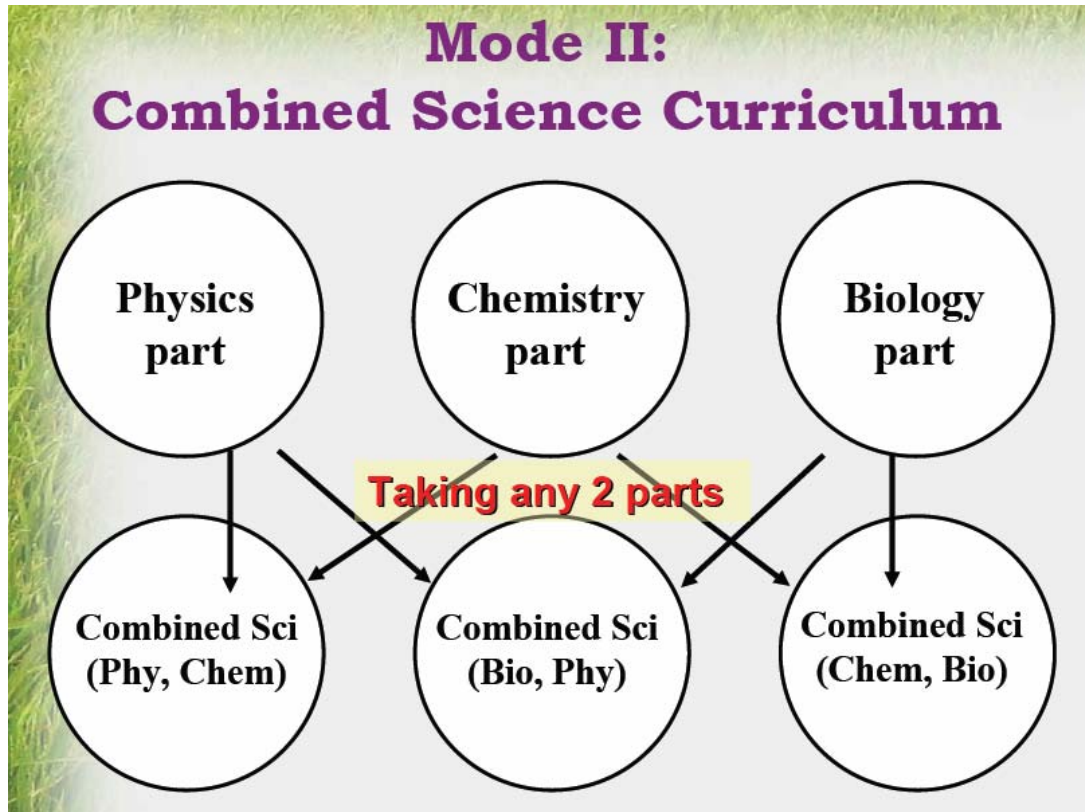 Mode II:
Combined Science Curriculum
Physics
part
Chemistry
part
Biology
part
Taking any 2 parts
Combined Sci
(Phy, Chem)
Combined Sci
(Bio, Phy)
Combined Sci
(Chem, Bio)